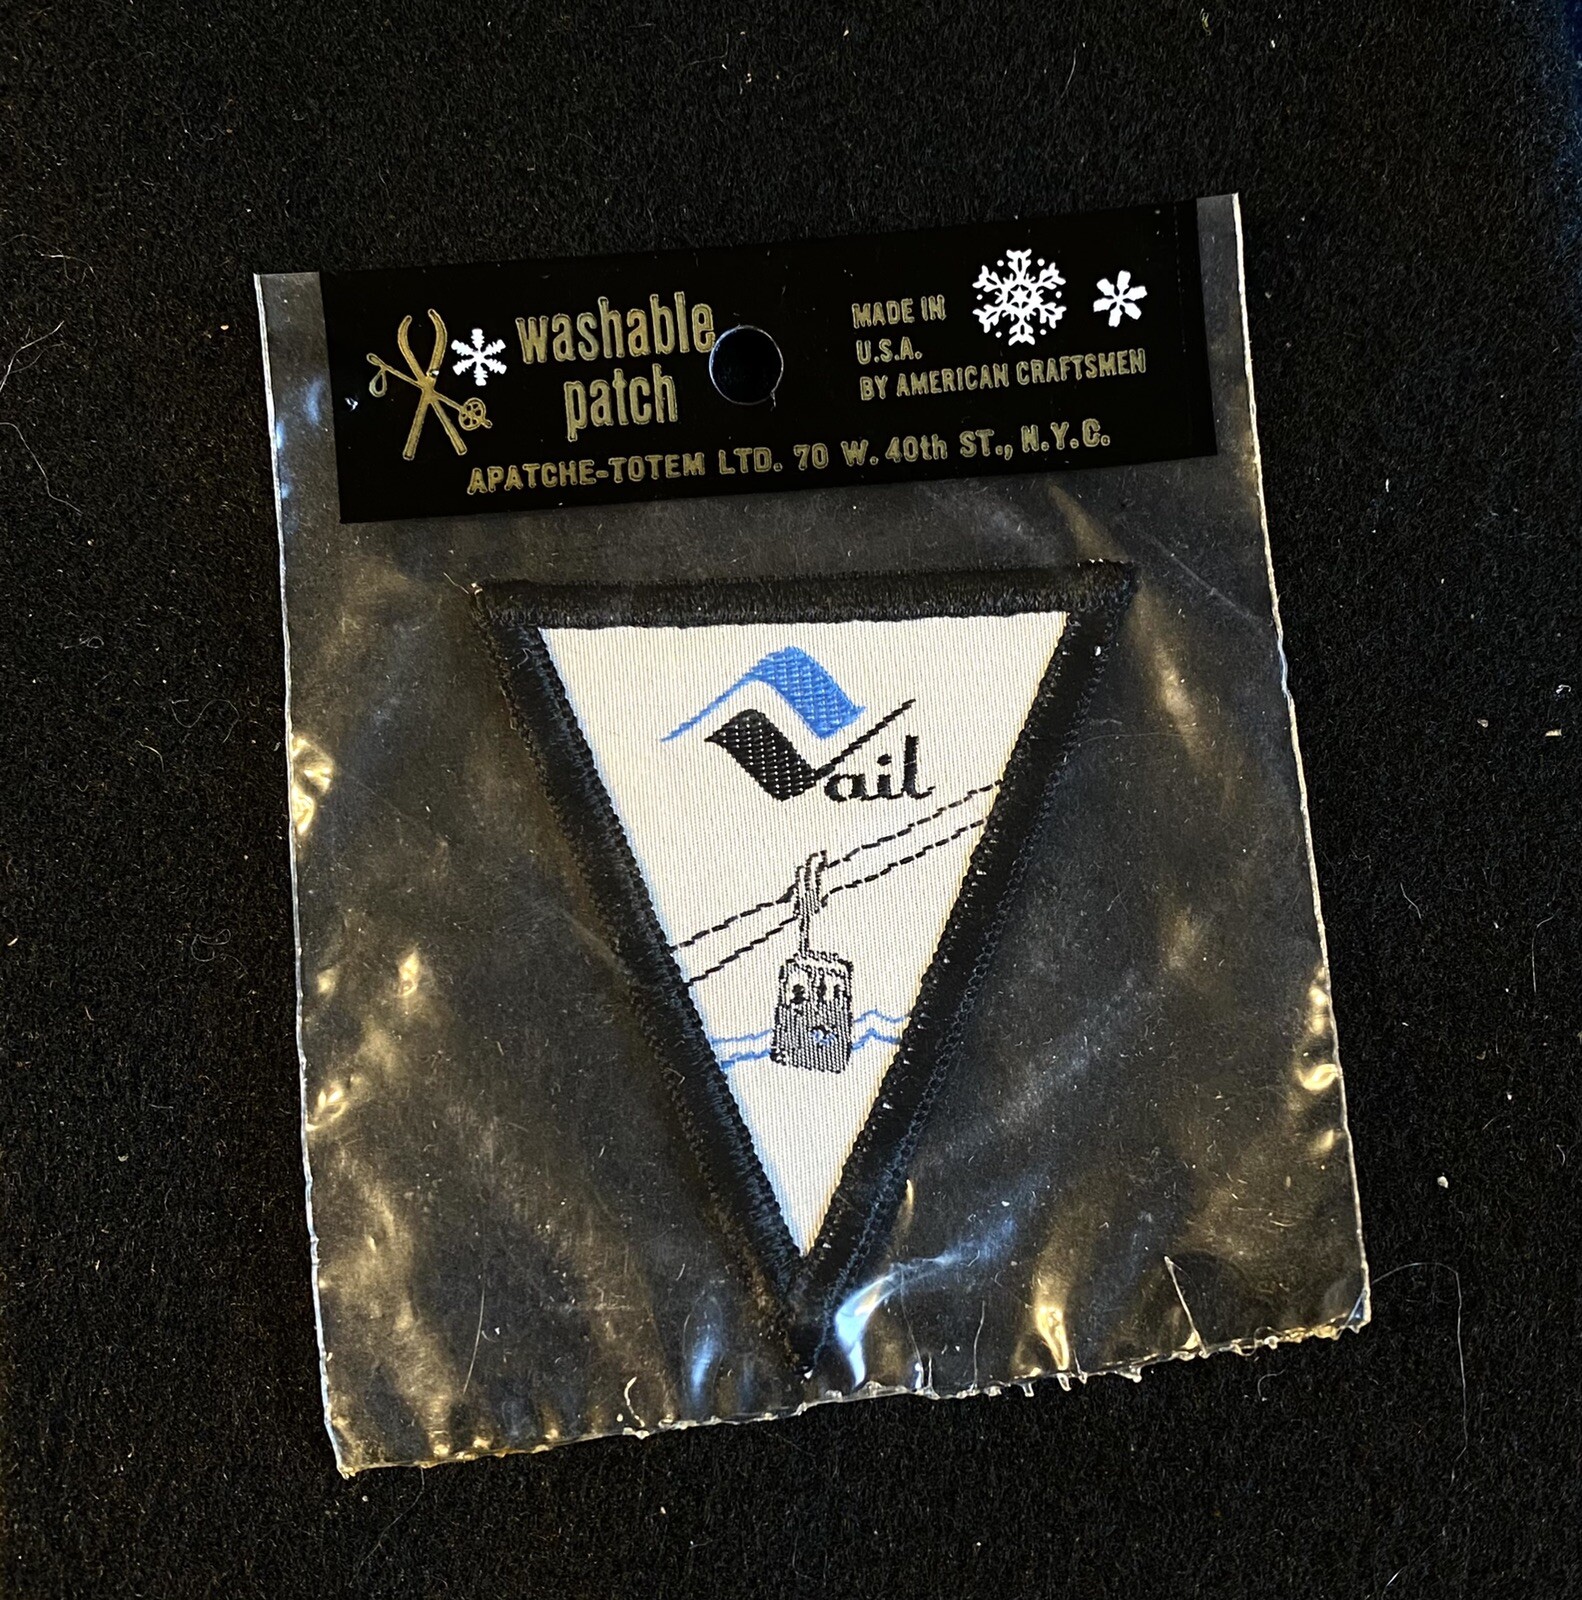 washable
patch
MADE IN
U.S.A.
BY AMERICAN CRAFTSMEN
APATCHE-TOTEM LTD. 70 W. 40th ST., N.Y.C.
Vail